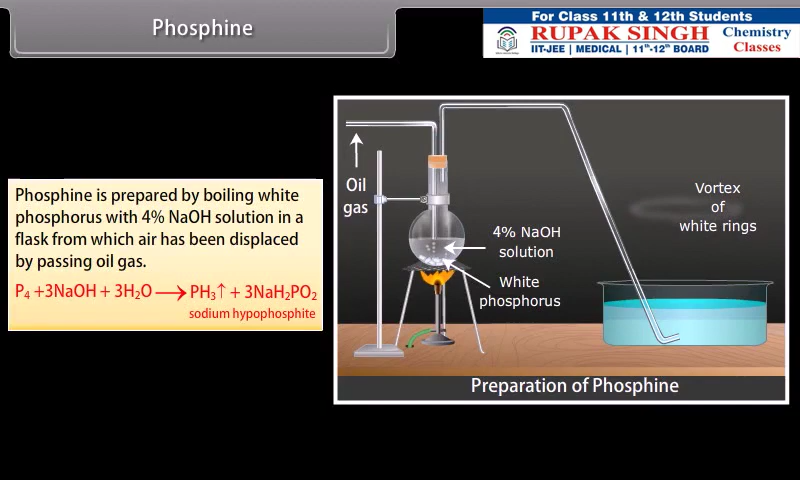 Phosphine
For Class 11th & 12th Students
RUPAK SINGH
IIT-JEE | MEDICAL | 11ᵗʰ-12ᵗʰ BOARD
Chemistry
Classes
Phosphine is prepared by boiling white
phosphorus with 4% NaOH solution in a
flask from which air has been displaced
by passing oil gas.
P₄ +3NaOH + 3H₂O ⟶ PH₃↑ + 3NaH₂PO₂
sodium hypophosphite
Oil
gas
4% NaOH
solution
White
phosphorus
Vortex
of
white rings
Preparation of Phosphine